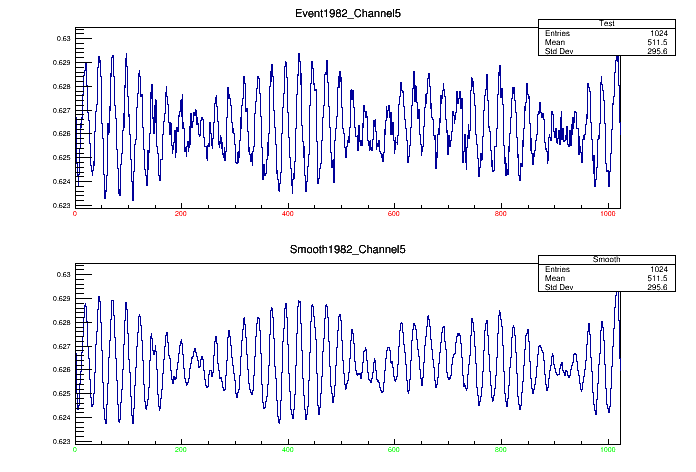 Event1982_Channel5
Test
Entries 1024
Mean 511.5
Std Dev 295.6
0.63
0.629
0.628
0.627
0.626
0.625
0.624
0.623
0 200 400 600 800 1000
Smooth1982_Channel5
Smooth
Entries 1024
Mean 511.5
Std Dev 295.6
0.63
0.629
0.628
0.627
0.626
0.625
0.624
0.623
0 200 400 600 800 1000